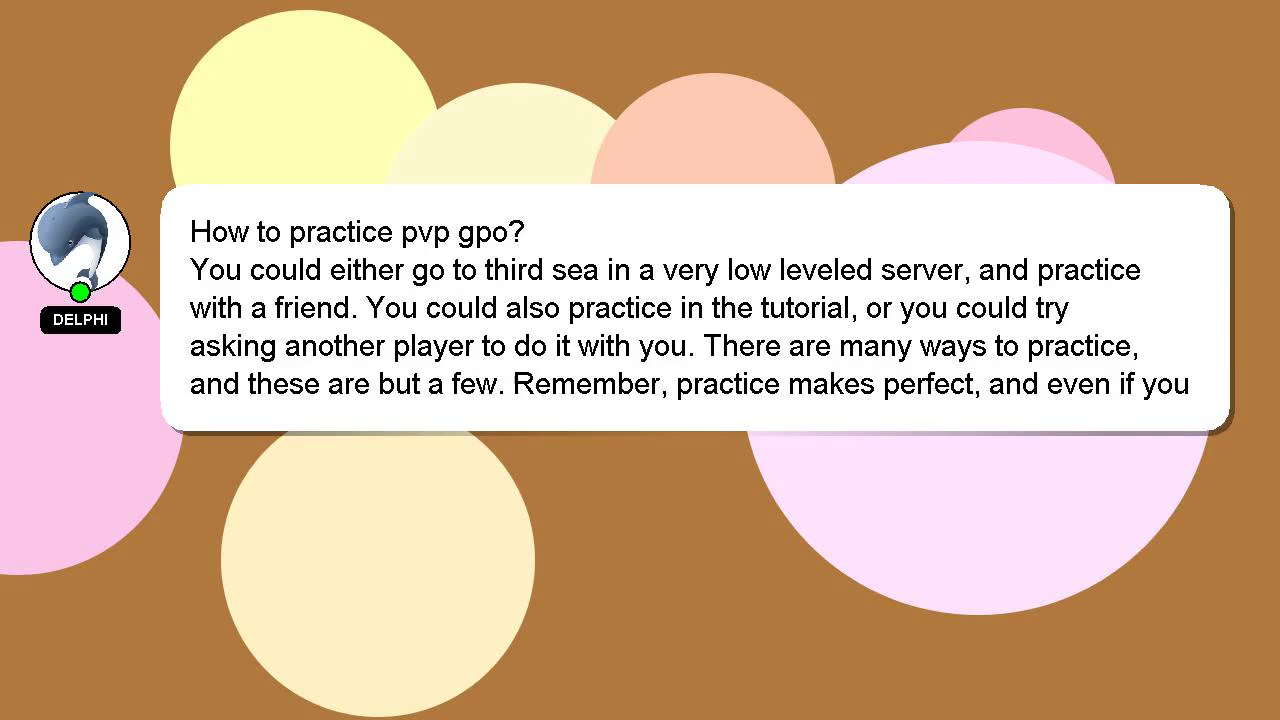 How to practice pvp gpo?
You could either go to third sea in a very low leveled server, and practice
with a friend. You could also practice in the tutorial, or you could try
asking another player to do it with you. There are many ways to practice,
and these are but a few. Remember, practice makes perfect, and even if you
DELPHI